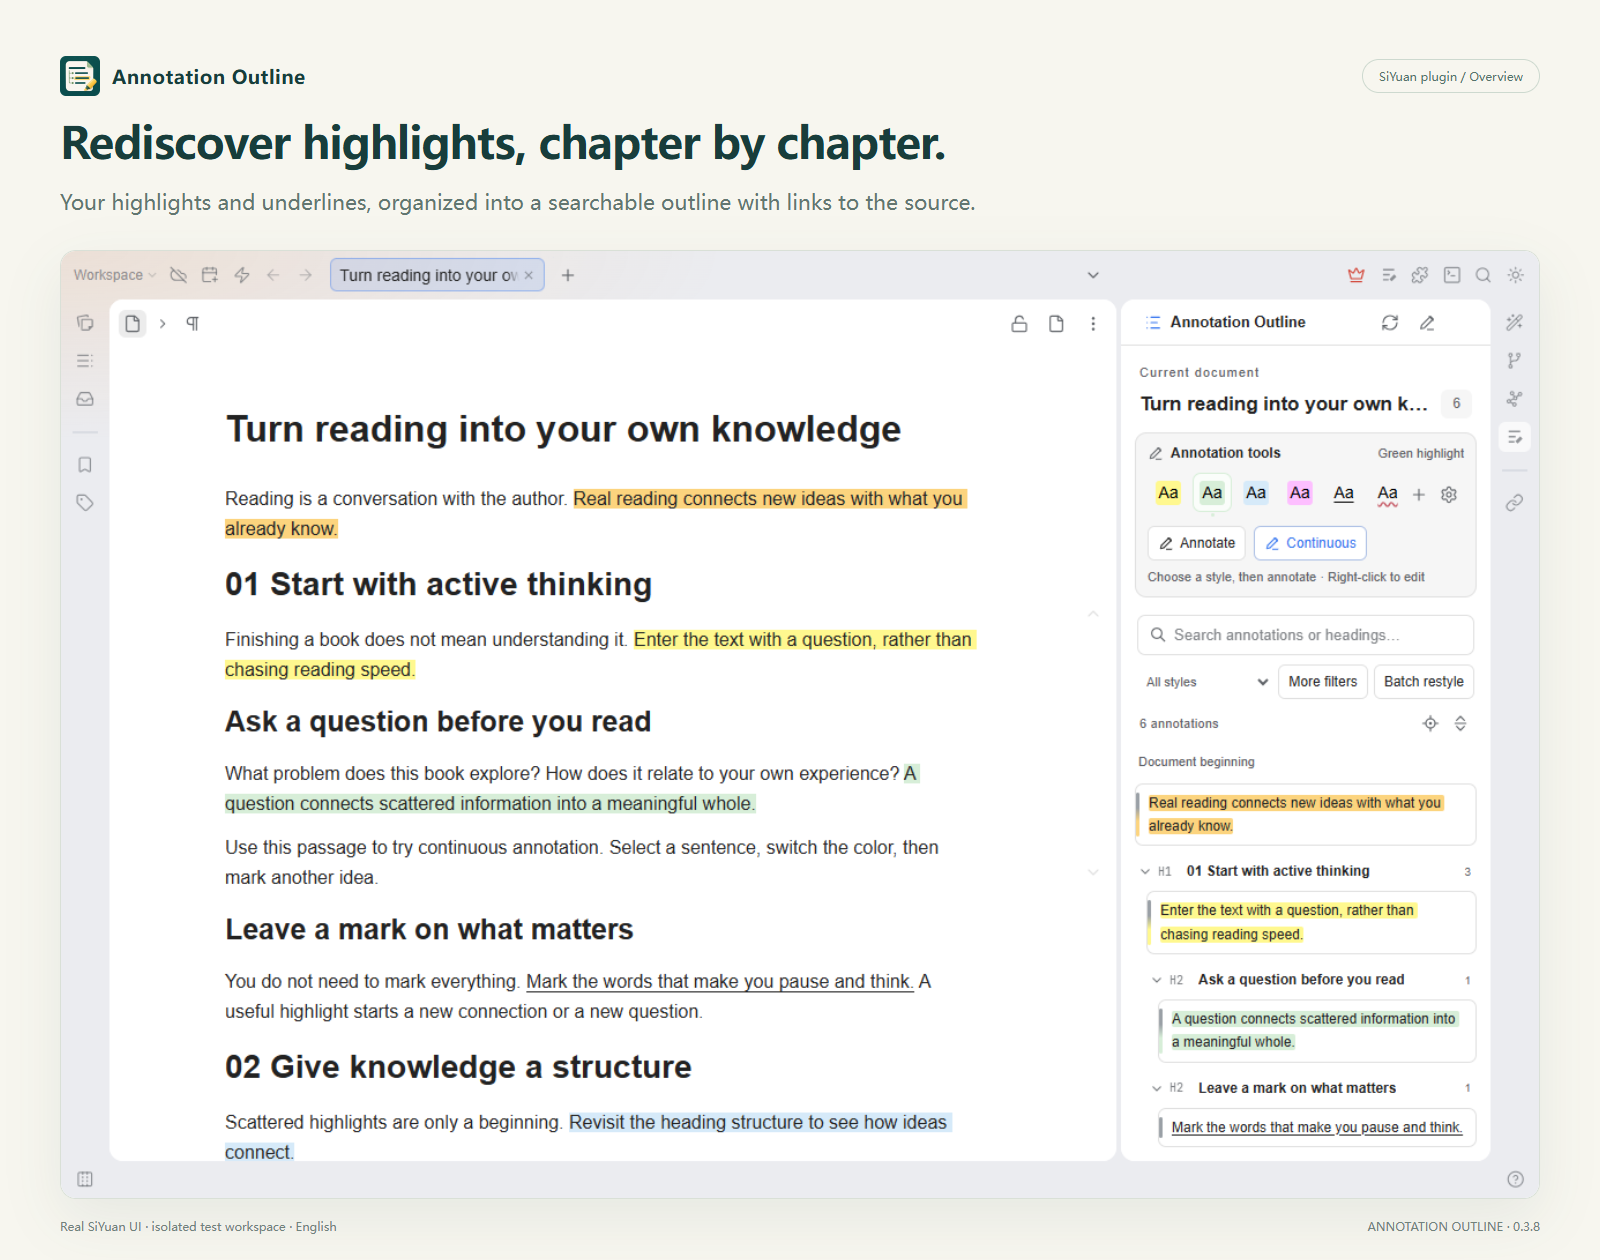 Annotation Outline
SiYuan plugin / Overview
Rediscover highlights, chapter by chapter.
Your highlights and underlines, organized into a searchable outline with links to the source.
Workspace
Turn reading into your ow
Turn reading into your own knowledge
Reading is a conversation with the author. Real reading connects new ideas with what you
already know.
01 Start with active thinking
Finishing a book does not mean understanding it. Enter the text with a question, rather than
chasing reading speed.
Ask a question before you read
What problem does this book explore? How does it relate to your own experience? A
question connects scattered information into a meaningful whole.
Use this passage to try continuous annotation. Select a sentence, switch the color, then
mark another idea.
Leave a mark on what matters
You do not need to mark everything. Mark the words that make you pause and think. A
useful highlight starts a new connection or a new question.
02 Give knowledge a structure
Scattered highlights are only a beginning. Revisit the heading structure to see how ideas
connect.
Annotation Outline
Current document
Turn reading into your own k... 6
Annotation tools Green highlight
Aa Aa Aa Aa Aa Aa
Annotate Continuous
Choose a style, then annotate · Right-click to edit
Search annotations or headings...
All styles More filters Batch restyle
6 annotations
Document beginning
Real reading connects new ideas with what you
already know.
H1 01 Start with active thinking 3
Enter the text with a question, rather than
chasing reading speed.
H2 Ask a question before you read 1
A question connects scattered information into
a meaningful whole.
H2 Leave a mark on what matters 1
Mark the words that make you pause and think.
Real SiYuan UI · isolated test workspace · English
ANNOTATION OUTLINE · 0.3.8